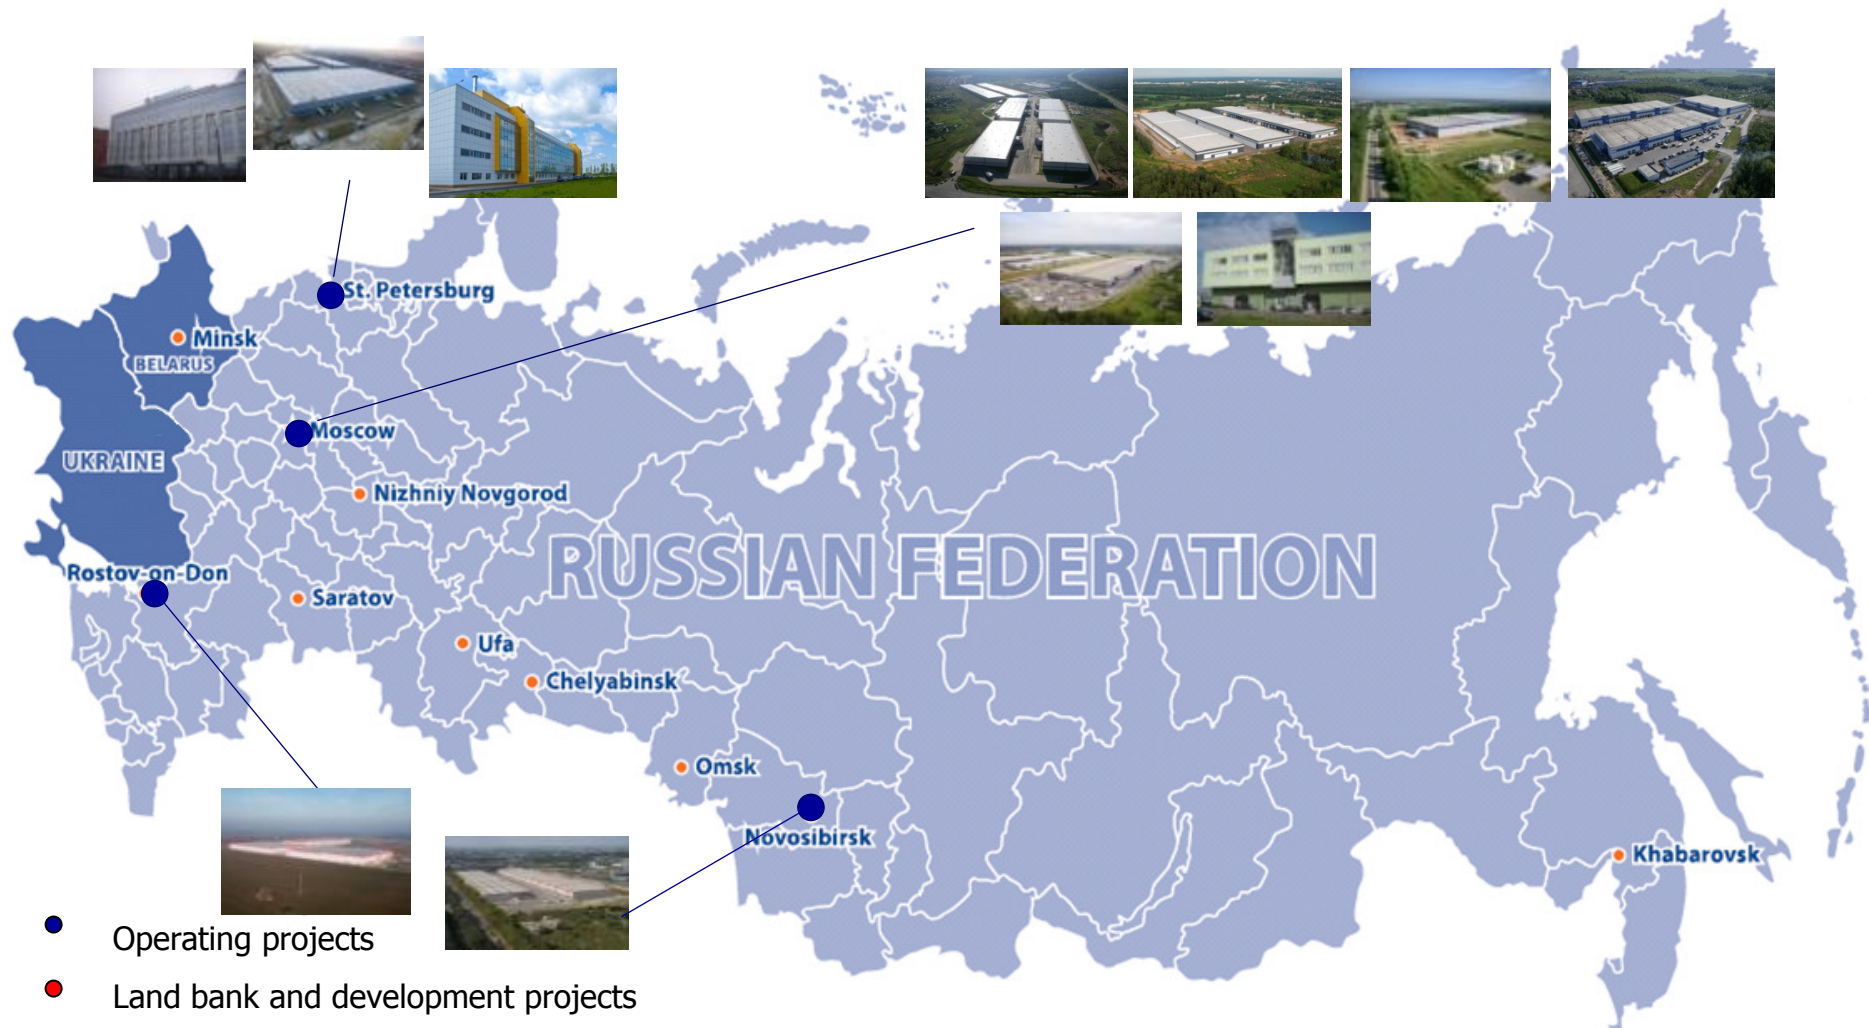 St. Petersburg
Minsk
BELARUS
Moscow
UKRAINE
Nizhniy Novgorod
RUSSIAN FEDERATION
Rostov-on-Don
Saratov
Ufa
Chelyabinsk
Omsk
Novosibirsk
Khabarovsk
Operating projects
Land bank and development projects